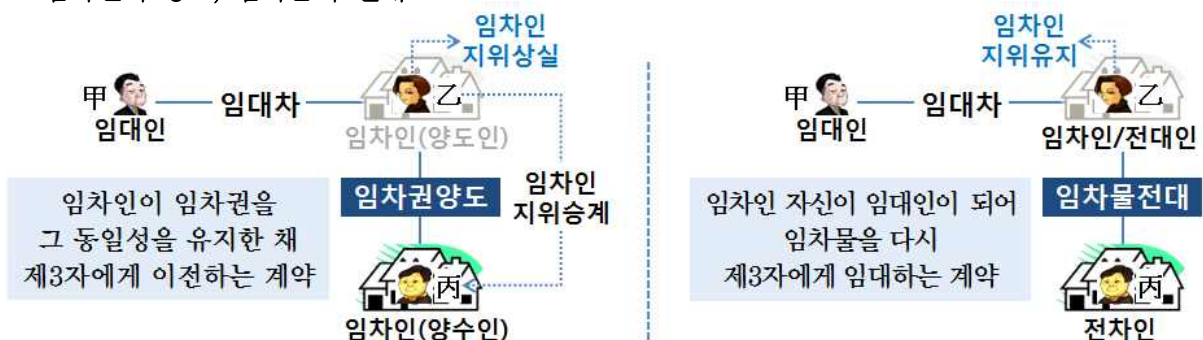 임차인
지위상실
甲
임대인
임대차
乙
임차인(양도인)
임차인이 임차권을
그 동일성을 유지한 채
제3자에게 이전하는 계약
임차권양도
임차인
지위승계
丙
임차인(양수인)
임차인
지위유지
甲
임대인
임대차
乙
임차인/전대인
임차인 자신이 임대인이 되어
임차물을 다시
제3자에게 임대하는 계약
임차물전대
丙
전차인